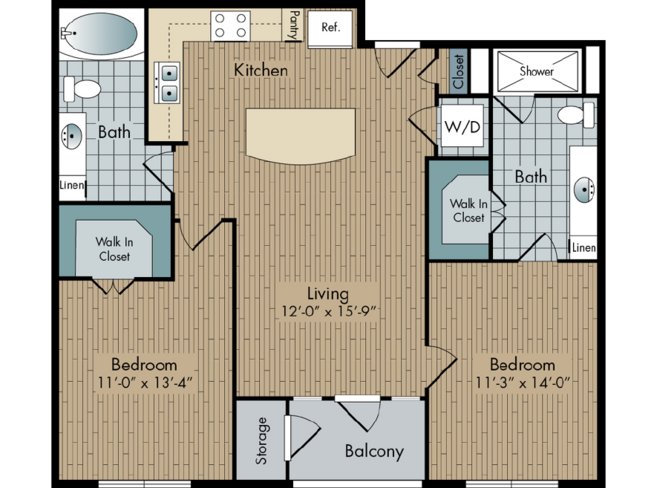 Pantry
Ref.
Kitchen
Closet
Shower
Bath
W/D
Bath
Linen
Walk In
Closet
Walk In
Closet
Linen
Living
12’-0” x 15’-9”
Bedroom
11’-0” x 13’-4”
Bedroom
11’-3” x 14’-0”
Storage
Balcony